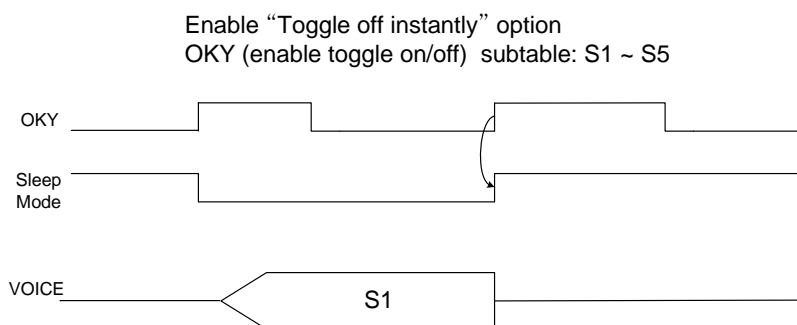 Enable “Toggle off instantly” option
OKY (enable toggle on/off) subtable: S1 ~ S5
OKY
Sleep
Mode
VOICE
S1